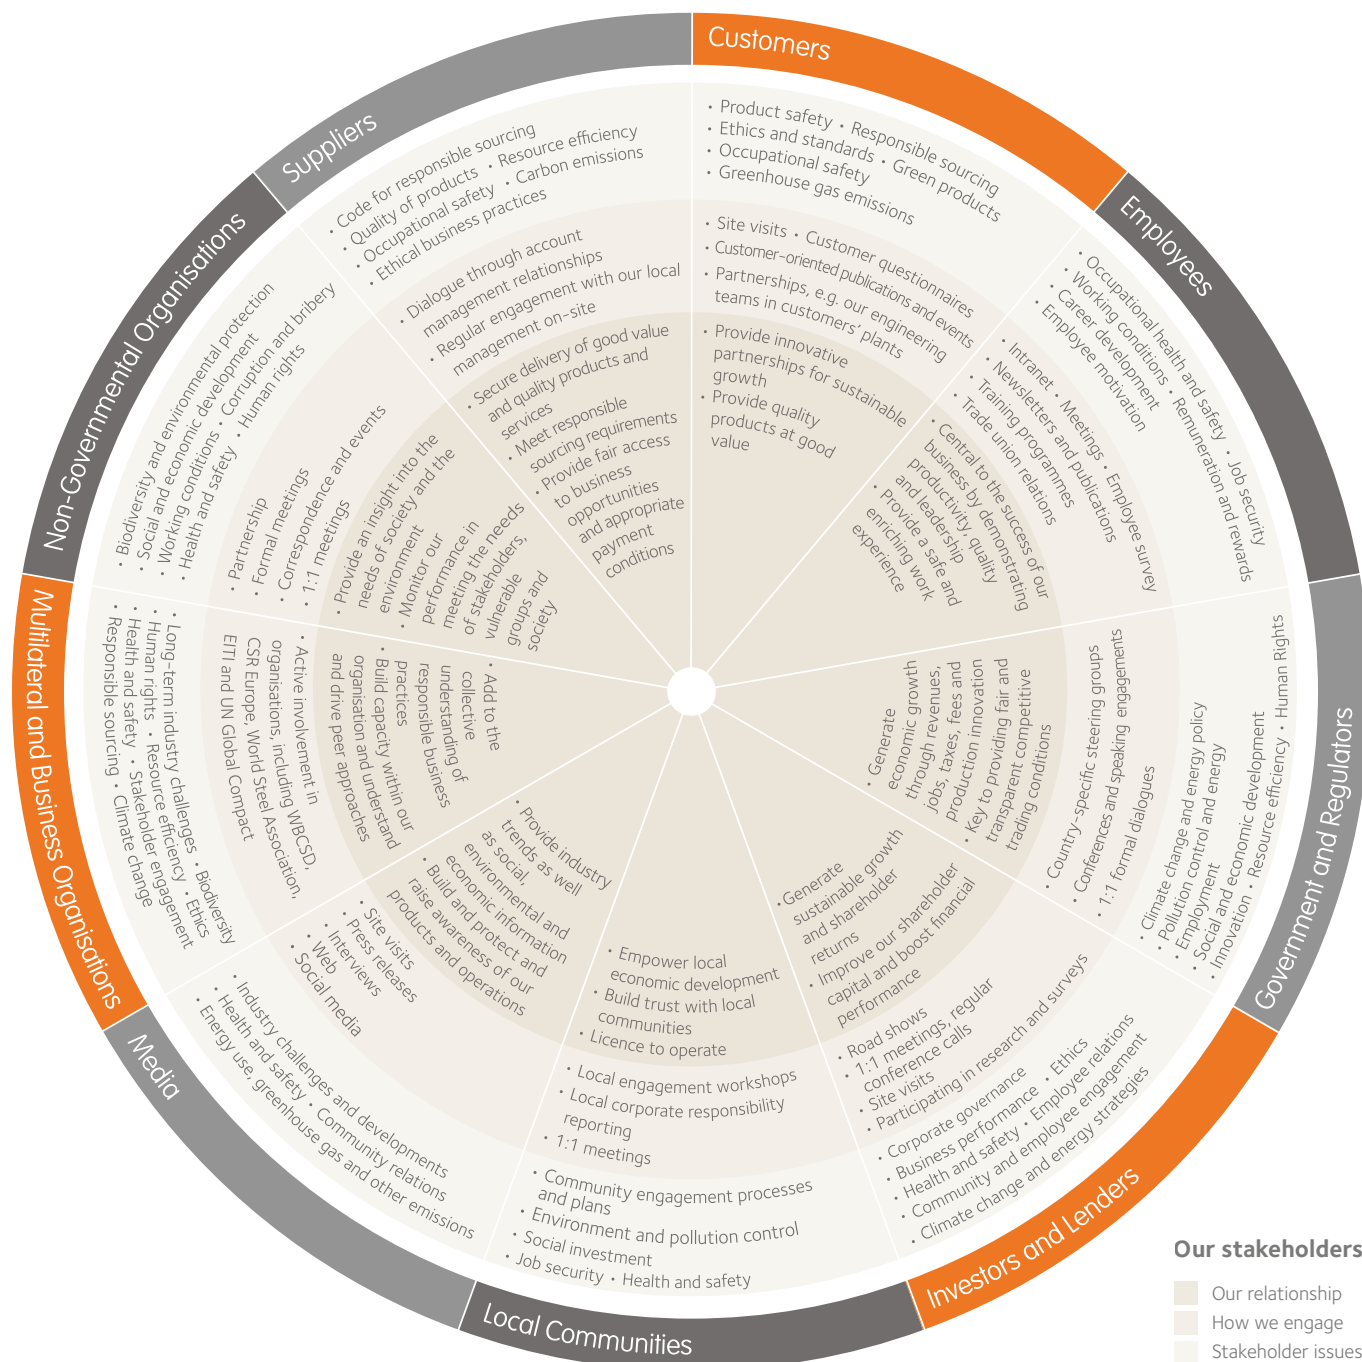 Customers
• Product safety • Responsible sourcing
• Ethics and standards • Green products
• Occupational safety
• Greenhouse gas emissions
• Site visits • Customer questionnaires
• Customer-oriented publications and events
• Partnerships, e.g. our engineering
teams in customers' plants
• Provide innovative
partnerships for sustainable
growth
• Provide quality
products at good
value
Employees
• Occupational health and safety • Job security
• Working conditions • Remuneration and rewards
• Career development
• Employee motivation
• Intranet • Meetings • Employee survey
• Newsletters and publications
• Training programmes
• Trade union relations
• Central to the success of our
business by demonstrating
productivity, quality
and leadership
• Provide a safe and
enriching work
experience
Government and Regulators
• Climate change and energy policy
• Pollution control and energy
• Employment
• Social and economic development
• Innovation • Resource efficiency • Human Rights
• Country-specific steering groups
• Conferences and speaking engagements
• 1:1 formal dialogues
• Generate
economic growth
through revenues,
jobs, taxes, fees and
production innovation
• Key to providing fair and
transparent competitive
trading conditions
Investors and Lenders
• Corporate governance
• Business performance • Ethics
• Health and safety • Employee relations
• Community and employee engagement
• Climate change and energy strategies
• Road shows
• 1:1 meetings, regular
conference calls
• Site visits
• Participating in research and surveys
• Generate
sustainable growth
and shareholder
returns
• Improve our shareholder
capital and boost financial
performance
Local Communities
• Community engagement processes
and plans
• Environment and pollution control
• Social investment
• Job security • Health and safety
• Local engagement workshops
• Local corporate responsibility
reporting
• 1:1 meetings
• Empower local
economic development
• Build trust with local
communities
• Licence to operate
Media
• Industry challenges and developments
• Health and safety • Community relations
• Energy use, greenhouse gas and other emissions
• Site visits
• Press releases
• Interviews
• Web
• Social media
• Provide industry
trends as well
as social,
environmental and
economic information
• Build and protect and
raise awareness of our
products and operations
Multilateral and Business Organisations
• Long-term industry challenges • Biodiversity
• Human rights • Resource efficiency • Ethics
• Health and safety • Stakeholder engagement
• Responsible sourcing • Climate change
• Active involvement in
organisations, including WBCSD,
CSR Europe, World Steel Association,
EITI and UN Global Compact
• Add to the
collective
understanding of
responsible business
practices
• Build capacity within our
organisation and understand
and drive peer approaches
Non-Governmental Organisations
• Biodiversity and environmental protection
• Social and economic development
• Working conditions • Corruption and bribery
• Health and safety • Human rights
• Partnership
• Formal meetings
• Correspondence and events
• 1:1 meetings
• Provide an insight into the
needs of society and the
environment
• Monitor our
performance in
meeting the needs
of stakeholders,
vulnerable
groups and
society
Suppliers
• Code for responsible sourcing
• Quality of products • Resource efficiency
• Occupational safety • Carbon emissions
• Ethical business practices
• Dialogue through account
management relationships
• Regular engagement with our local
management on-site
• Secure delivery of good value
and quality products and
services
• Meet responsible
sourcing requirements
• Provide fair access
to business
opportunities
and appropriate
payment
conditions
Our stakeholders
Our relationship
How we engage
Stakeholder issues